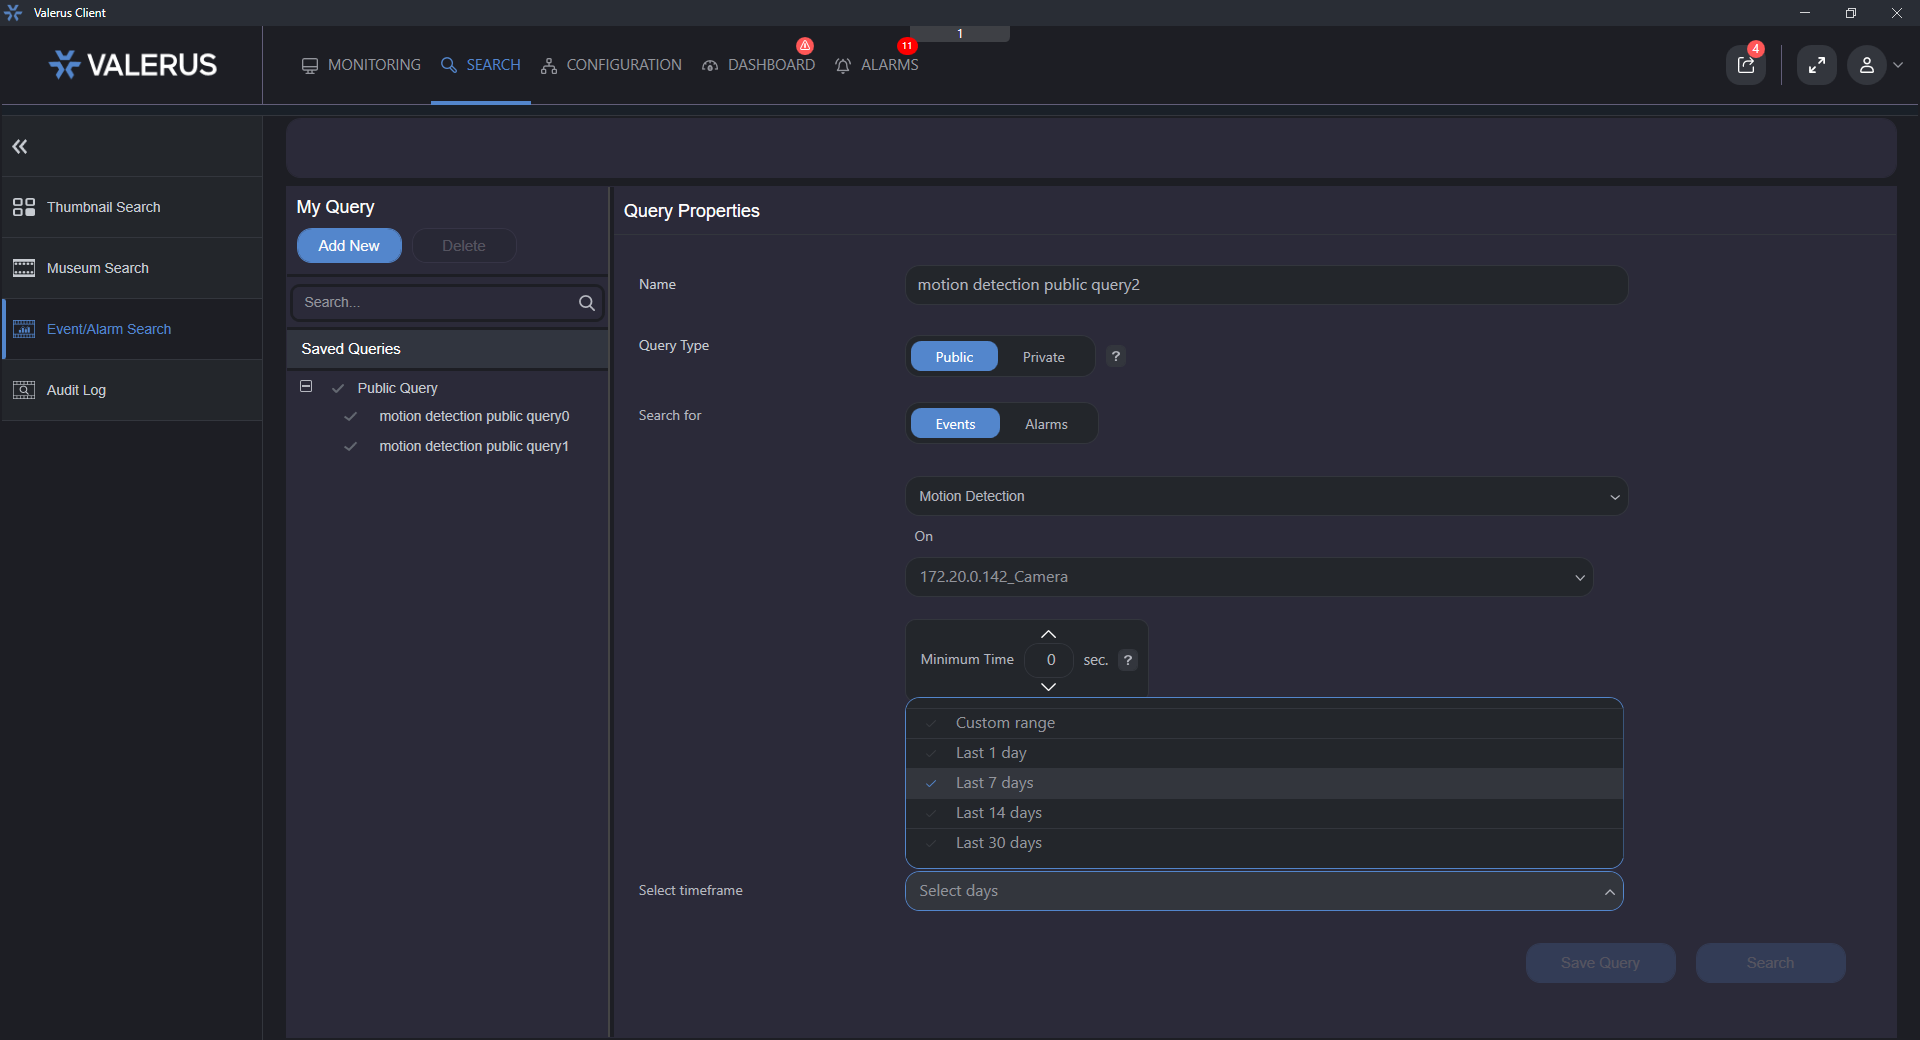 Valerus Client
VALERUS
MONITORING
SEARCH
CONFIGURATION
DASHBOARD
ALARMS
11
1
4
Thumbnail Search
Museum Search
Event/Alarm Search
Audit Log
My Query
Add New
Delete
Search...
Saved Queries
Public Query
motion detection public query0
motion detection public query1
Query Properties
Name
motion detection public query2
Query Type
Public
Private
?
Search for
Events
Alarms
Motion Detection
On
172.20.0.142_Camera
Minimum Time
0
sec.
?
Custom range
Last 1 day
Last 7 days
Last 14 days
Last 30 days
Select timeframe
Select days
Save Query
Search